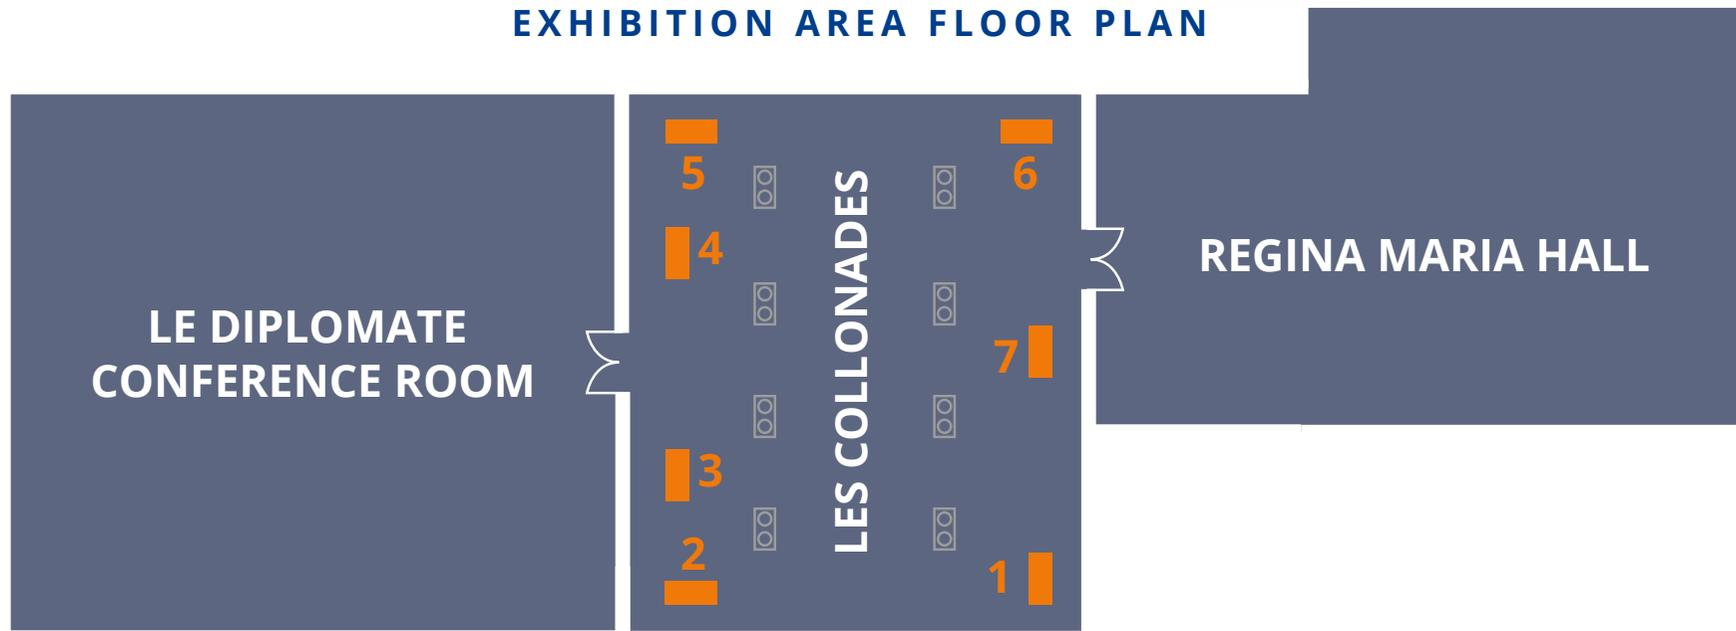 EXHIBITION AREA FLOOR PLAN
LE DIPLOMATE
CONFERENCE ROOM
5
4
3
2
LES COLLONADES
6
7
1
REGINA MARIA HALL